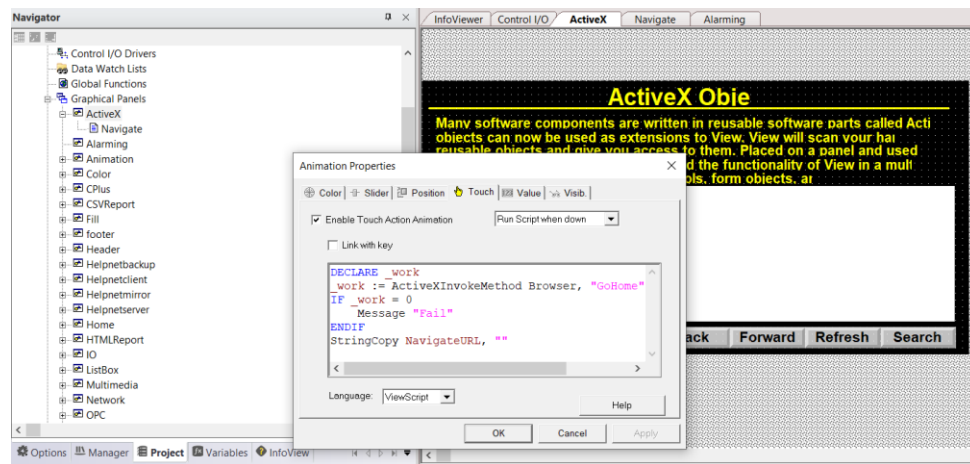 Navigator
InfoViewer
Control I/O
ActiveX
Navigate
Alarming
Control I/O Drivers
Data Watch Lists
Global Functions
Graphical Panels
ActiveX
Navigate
Alarming
Animation
Color
CPlus
CSVReport
Fill
footer
Header
Helpnetbackup
Helpnetclient
Helpnetmirror
Helpnetserver
Home
HTMLReport
IO
ListBox
Multimedia
Network
OPC
Options
Manager
Project
Variables
InfoView
ActiveX Obje
Many software components are written in reusable software parts called Acti
objects can now be used as extensions to View. View will scan your har
reusable objects and give you access to them. Placed on a panel and used
d the functionality of View in a mult
ols, form objects, ar
ack
Forward
Refresh
Search
Animation Properties
Color
Slider
Position
Touch
Value
Visib.
Enable Touch Action Animation
Run Script when down
Link with key
DECLARE _work
_work := ActiveXInvokeMethod Browser, "GoHome"
IF _work = 0
Message "Fail"
ENDIF
StringCopy NavigateURL, ""
Language:
ViewScript
Help
OK
Cancel
Apply